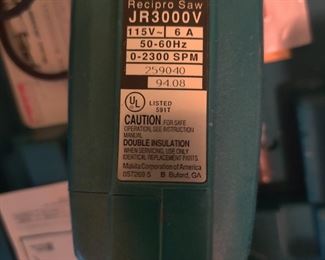 Recipro Saw
JR3000V
115V~ 6 A
50-60Hz
0-2300 SPM
259040
94.08
UL
LISTED
591T
CAUTION FOR SAFE
OPERATION, SEE INSTRUCTION
MANUAL.
DOUBLE INSULATION
WHEN SERVICING, USE ONLY
IDENTICAL REPLACEMENT PARTS.
Makita Corporation of America
B Buford, GA